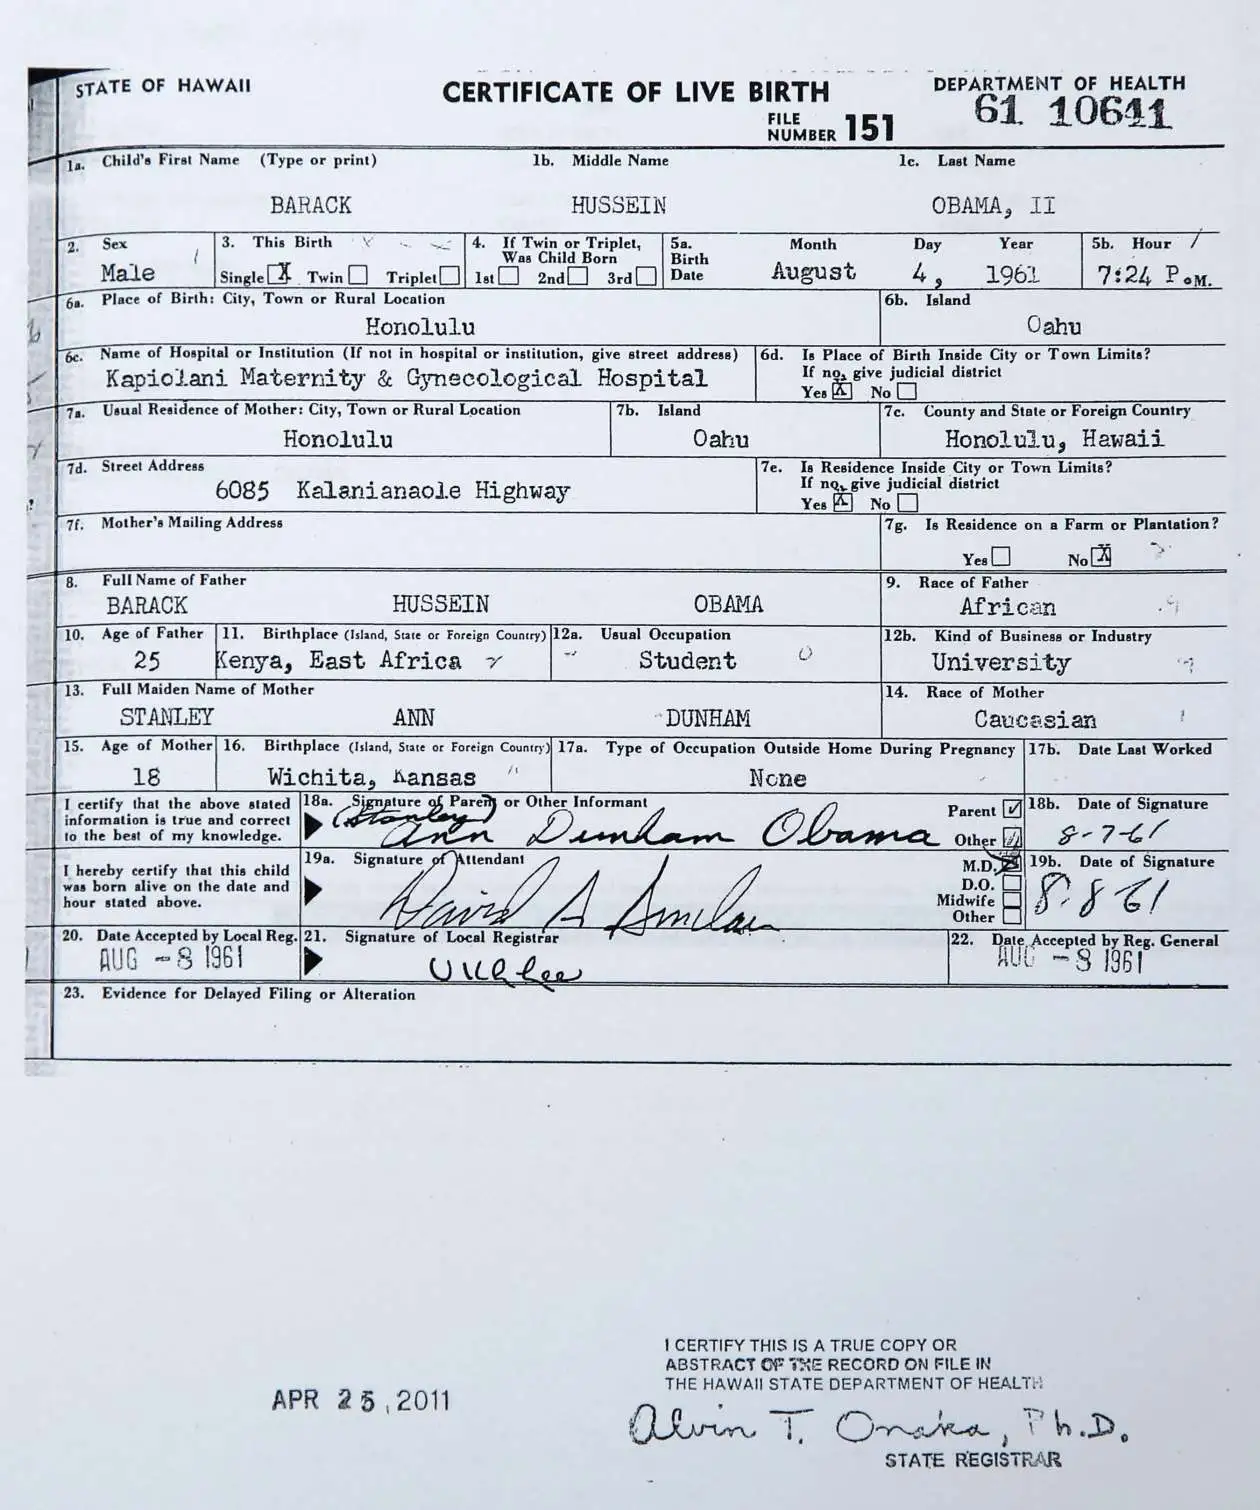 STATE OF HAWAII
CERTIFICATE OF LIVE BIRTH
DEPARTMENT OF HEALTH
FILE NUMBER 151
61 10641
1a. Child's First Name (Type or print)
1b. Middle Name
1c. Last Name
BARACK
HUSSEIN
OBAMA, II
2. Sex
Male
3. This Birth
Single X Twin Triplet
4. If Twin or Triplet,
Was Child Born
1st 2nd 3rd
5a. Birth Date
Month Day Year
August 4, 1961
5b. Hour
7:24 P.M.
6a. Place of Birth: City, Town or Rural Location
Honolulu
6b. Island
Oahu
6c. Name of Hospital or Institution (If not in hospital or institution, give street address)
Kapiolani Maternity & Gynecological Hospital
6d. Is Place of Birth Inside City or Town Limits?
If no, give judicial district
Yes X No
7a. Usual Residence of Mother: City, Town or Rural Location
Honolulu
7b. Island
Oahu
7c. County and State or Foreign Country
Honolulu, Hawaii
7d. Street Address
6085 Kalanianaole Highway
7e. Is Residence Inside City or Town Limits?
If no, give judicial district
Yes X No
7f. Mother's Mailing Address
7g. Is Residence on a Farm or Plantation?
Yes No X
8. Full Name of Father
BARACK HUSSEIN OBAMA
9. Race of Father
African
10. Age of Father
25
11. Birthplace (Island, State or Foreign Country)
Kenya, East Africa
12a. Usual Occupation
Student
12b. Kind of Business or Industry
University
13. Full Maiden Name of Mother
STANLEY ANN DUNHAM
14. Race of Mother
Caucasian
15. Age of Mother
18
16. Birthplace (Island, State or Foreign Country)
Wichita, Kansas
17a. Type of Occupation Outside Home During Pregnancy
None
17b. Date Last Worked
I certify that the above stated
information is true and correct
to the best of my knowledge.
18a. Signature of Parent or Other Informant
(Stanley)
Ann Dunham Obama
Parent
Other
18b. Date of Signature
8-7-61
I hereby certify that this child
was born alive on the date and
hour stated above.
19a. Signature of Attendant
David A Sinclair
M.D. X
D.O.
Midwife
Other
19b. Date of Signature
8-8 61
20. Date Accepted by Local Reg.
AUG -8 1961
21. Signature of Local Registrar
22. Date Accepted by Reg. General
AUG -8 1961
23. Evidence for Delayed Filing or Alteration
APR 25, 2011
I CERTIFY THIS IS A TRUE COPY OR
ABSTRACT OF TXE RECORD ON FILE IN
THE HAWAII STATE DEPARTMENT OF HEALTH
Alvin T. Onaka, Ph.D.
STATE REGISTRAR